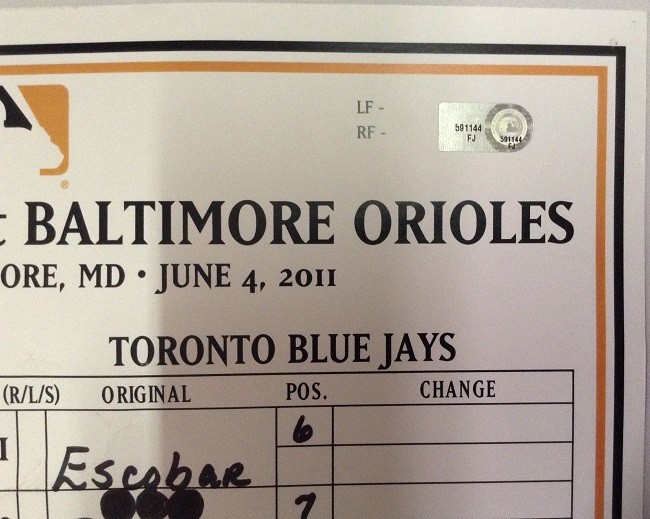 LF -
RF -
591144
FJ
591144
FJ
®
BALTIMORE ORIOLES
ORE, MD • JUNE 4, 2011
TORONTO BLUE JAYS
(R/L/S) ORIGINAL POS. CHANGE
6
Escobar
7